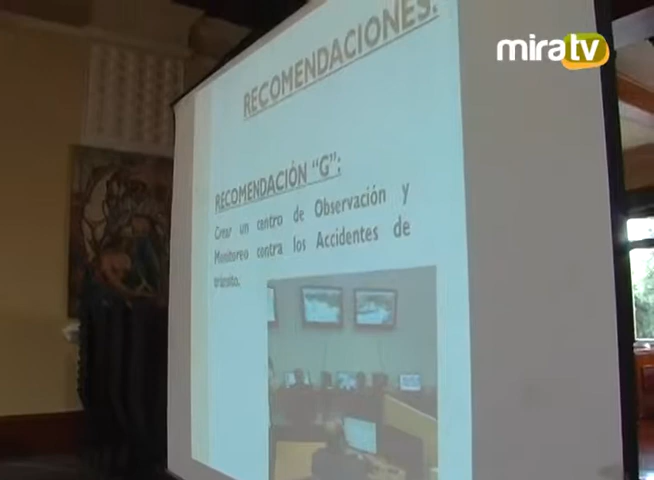 miratv
RECOMENDACIONES:
RECOMENDACIÓN “G”:
Crear un centro de Observación y
Monitoreo contra los Accidentes de
tránsito.